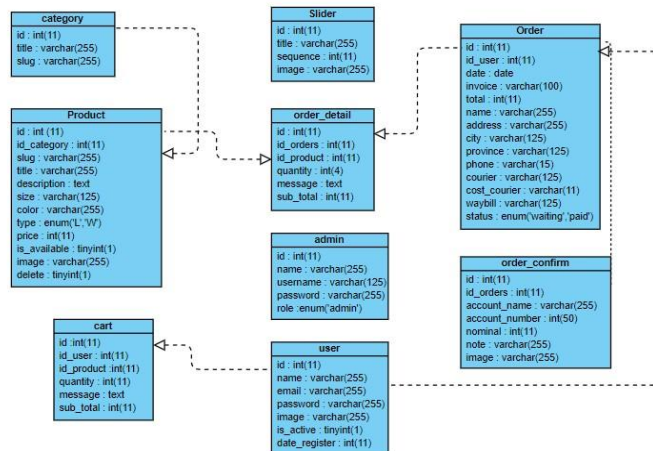 category
id : int(11)
title : varchar(255)
slug : varchar(255)
Slider
id : int(11)
title : varchar(255)
sequence : int(11)
image : varchar(255)
Order
id : int(11)
id_user : int(11)
date : date
invoice : varchar(100)
total : int(11)
name : varchar(255)
address : varchar(255)
city : varchar(125)
province : varchar(125)
phone : varchar(15)
courier : varchar(125)
cost_courier : varchar(11)
waybill : varchar(125)
status : enum('waiting','paid')
Product
id : int (11)
id_category : int(11)
slug : varchar(255)
title : varchar(255)
description : text
size : varchar(125)
color : varchar(255)
type : enum('L','W')
price : int(11)
is_available : tinyint(1)
image : varchar(255)
delete : tinyint(1)
order_detail
id : int(11)
id_orders : int(11)
id_product : int(11)
quantity : int(4)
message : text
sub_total : int(11)
admin
id : int(11)
name : varchar(255)
username : varchar(125)
password : varchar(255)
role :enum('admin')
order_confirm
id : int(11)
id_orders : int(11)
account_name : varchar(255)
account_number : int(50)
nominal : int(11)
note : varchar(255)
image : varchar(255)
cart
id :int(11)
id_user : int(11)
id_product :int(11)
quantity : int(11)
message : text
sub_total : int(11)
user
id : int(11)
name : varchar(255)
email : varchar(255)
password : varchar(255)
image : varchar(255)
is_active : tinyint(1)
date_register : int(11)